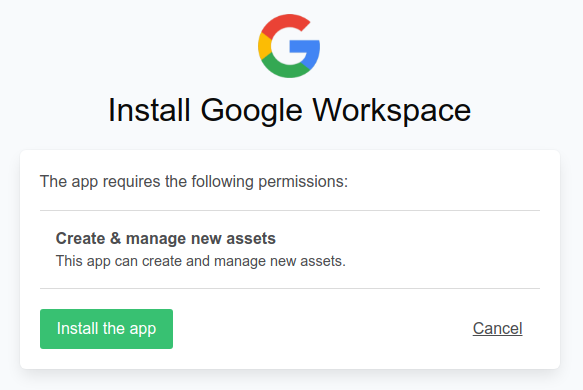 Install Google Workspace
The app requires the following permissions:
Create & manage new assets
This app can create and manage new assets.
Install the app
Cancel